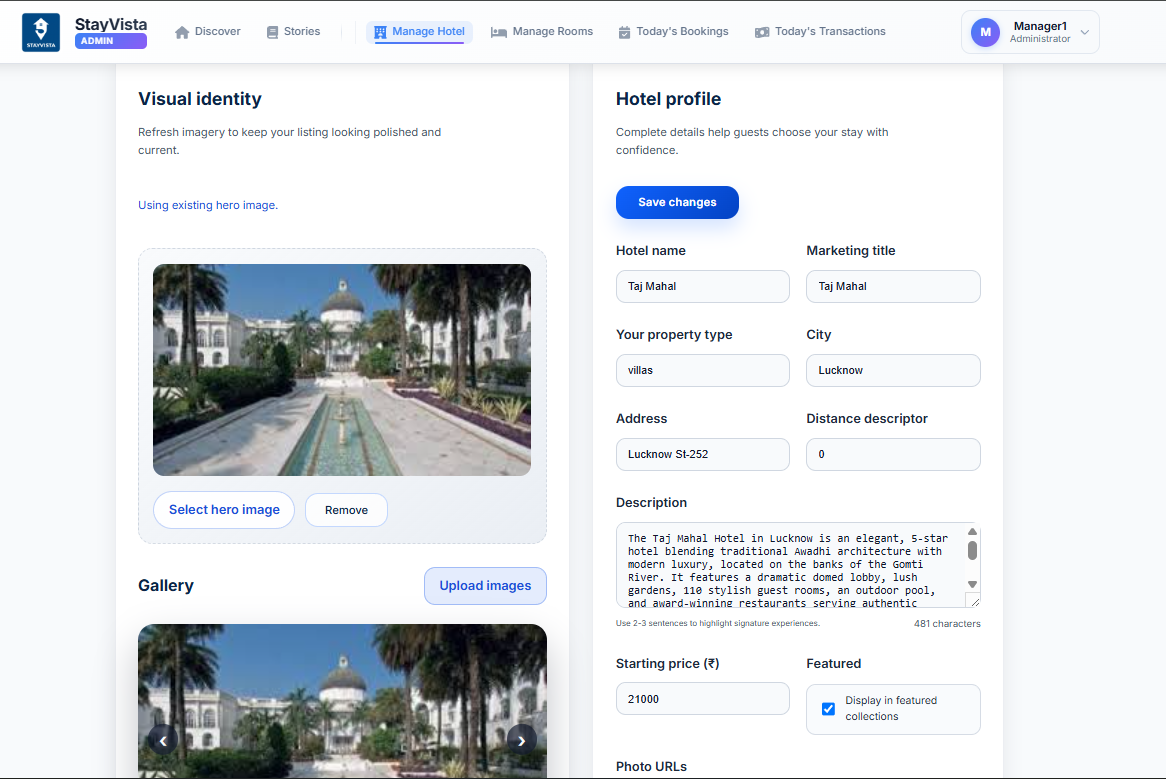 STAYVISTA
StayVista
ADMIN
Discover
Stories
Manage Hotel
Manage Rooms
Today's Bookings
Today's Transactions
M
Manager1
Administrator
Visual identity
Refresh imagery to keep your listing looking polished and
current.
Using existing hero image.
Select hero image
Remove
Gallery
Upload images
Hotel profile
Complete details help guests choose your stay with
confidence.
Save changes
Hotel name
Marketing title
Taj Mahal
Taj Mahal
Your property type
City
villas
Lucknow
Address
Distance descriptor
Lucknow St-252
0
Description
The Taj Mahal Hotel in Lucknow is an elegant, 5-star
hotel blending traditional Awadhi architecture with
modern luxury, located on the banks of the Gomti
River. It features a dramatic domed lobby, lush
gardens, 110 stylish guest rooms, an outdoor pool,
and award-winning restaurants serving authentic
Use 2-3 sentences to highlight signature experiences.
481 characters
Starting price (₹)
Featured
21000
Display in featured
collections
Photo URLs